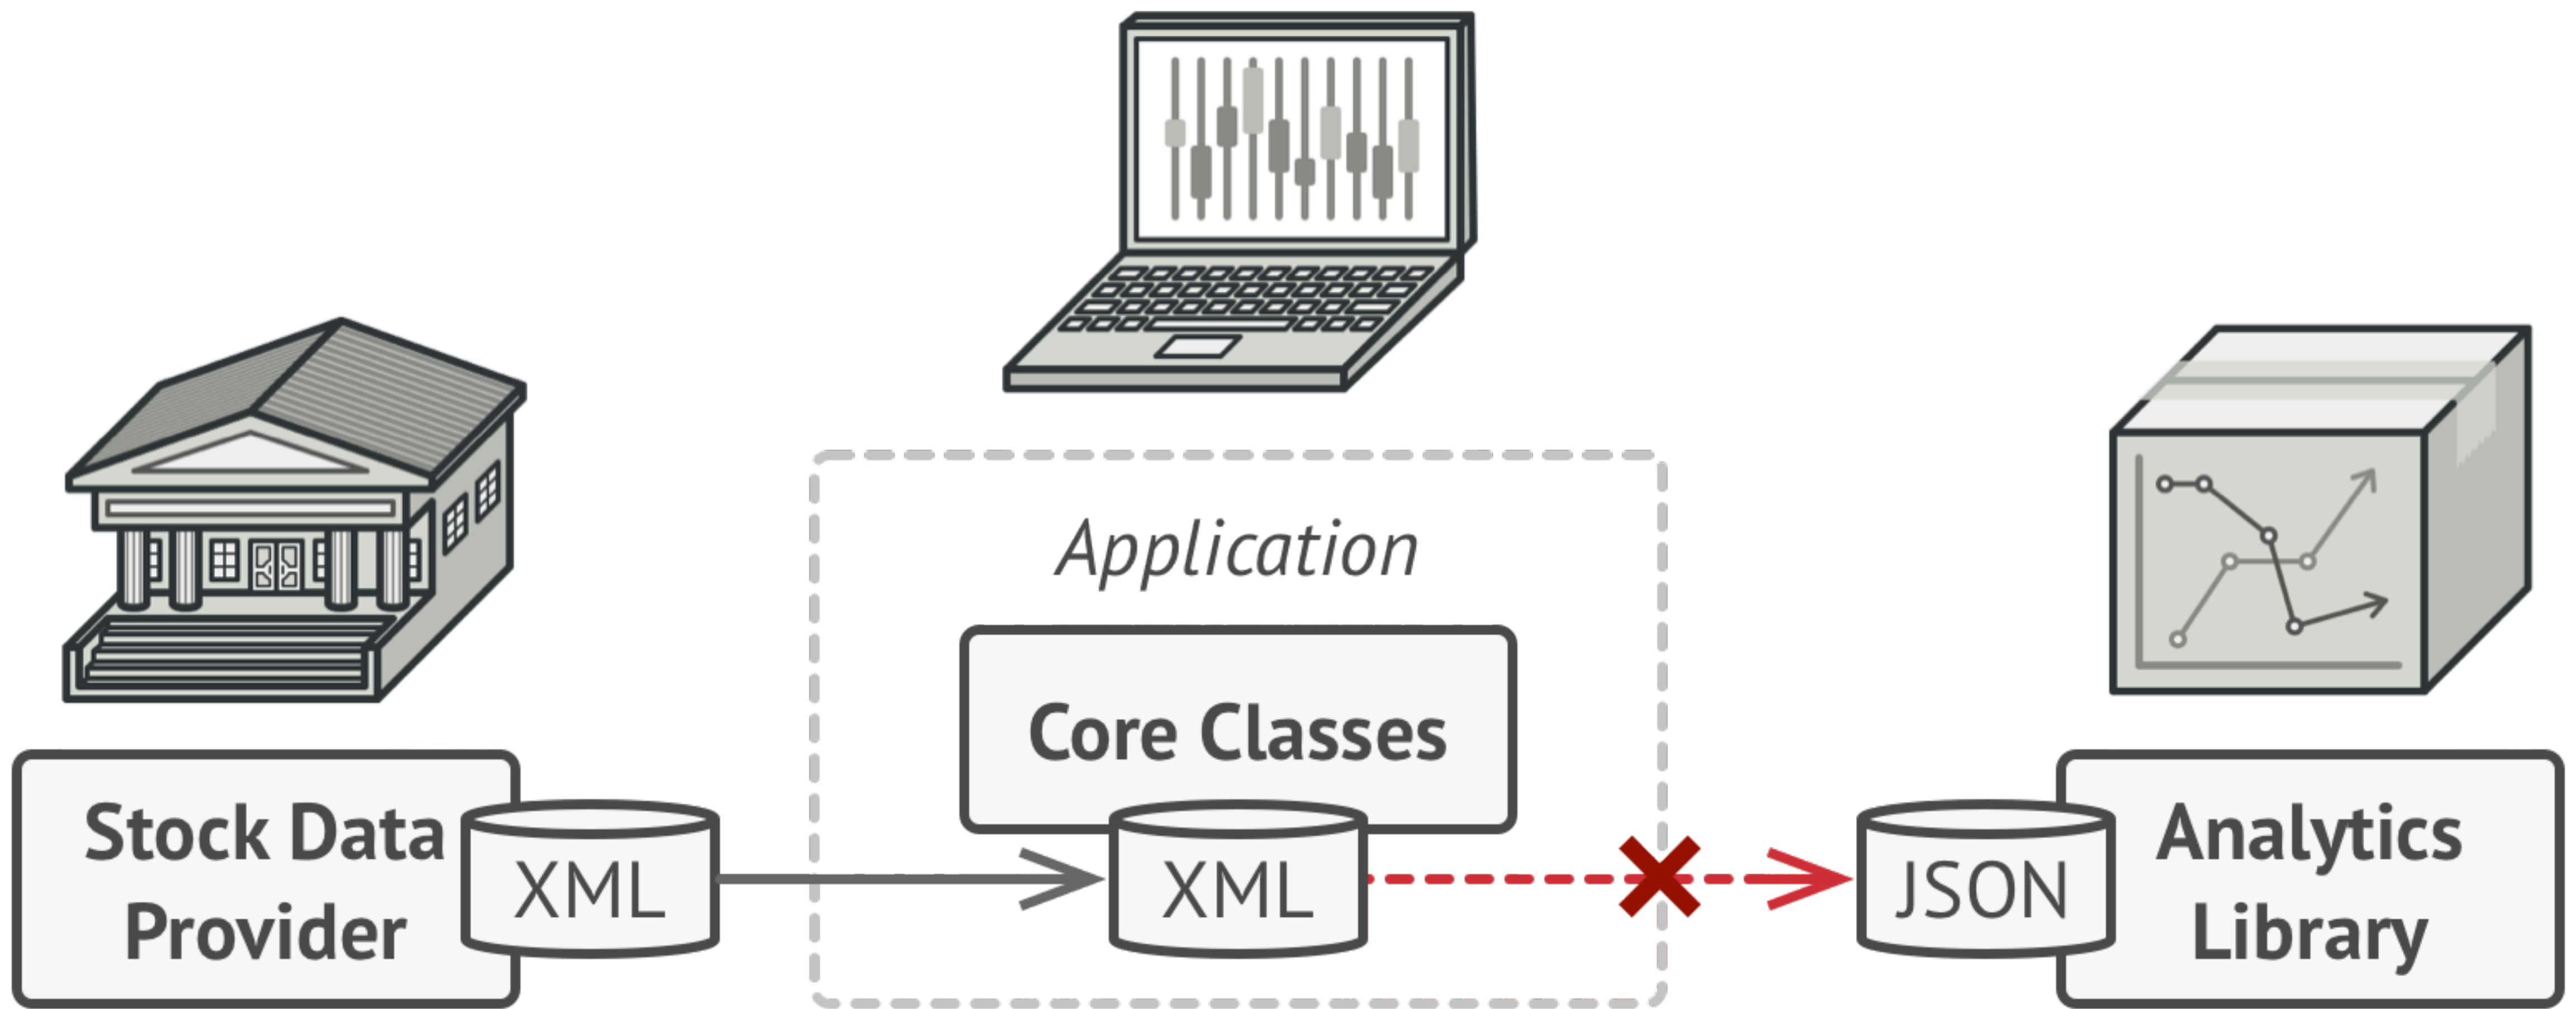 Application
Core Classes
Stock Data
Provider
XML
XML
JSON
Analytics
Library